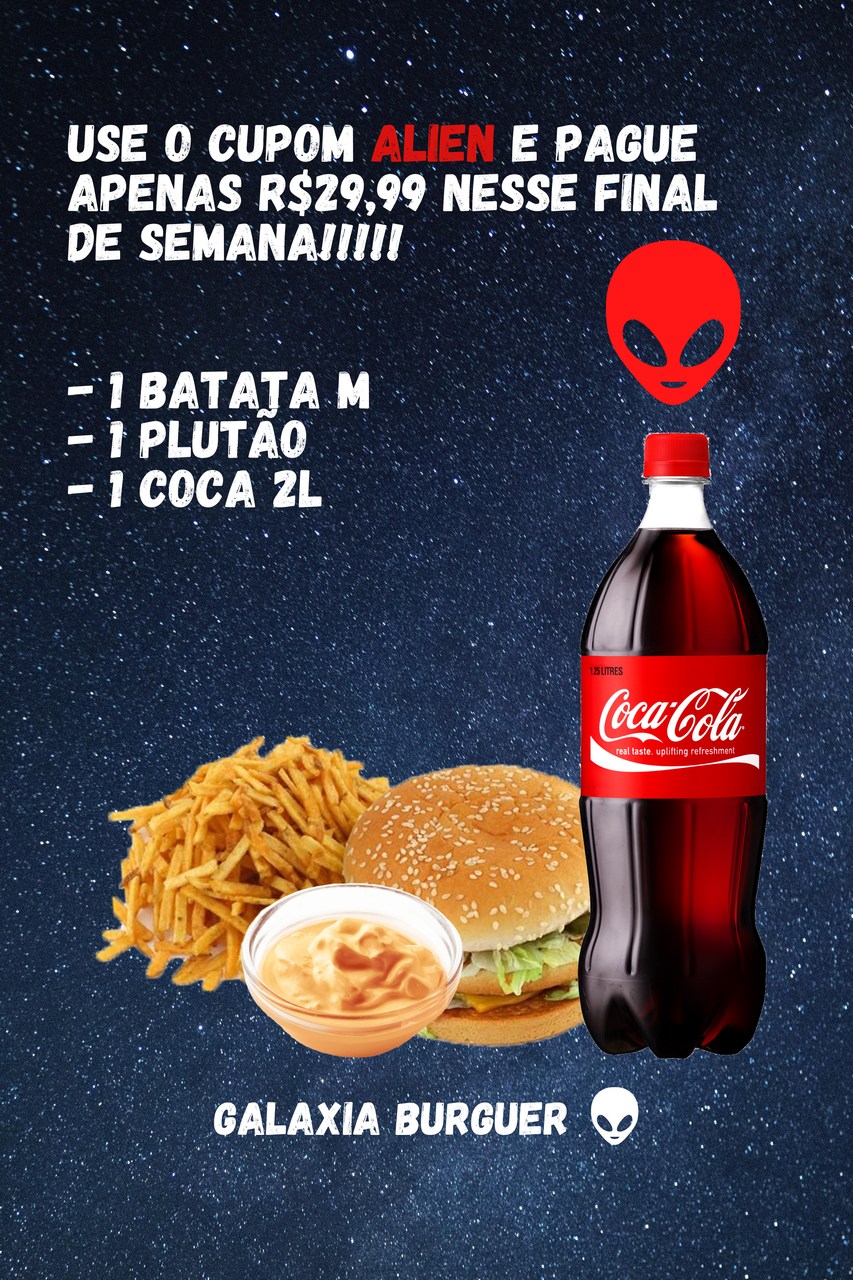 USE O CUPOM ALIEN E PAGUE
APENAS R$29,99 NESSE FINAL
DE SEMANA!!!!!
- 1 BATATA M
- 1 PLUTÃO
- 1 COCA 2L
1.25 LITRES
Coca-Cola
real taste. uplifting refreshment
GALAXIA BURGUER